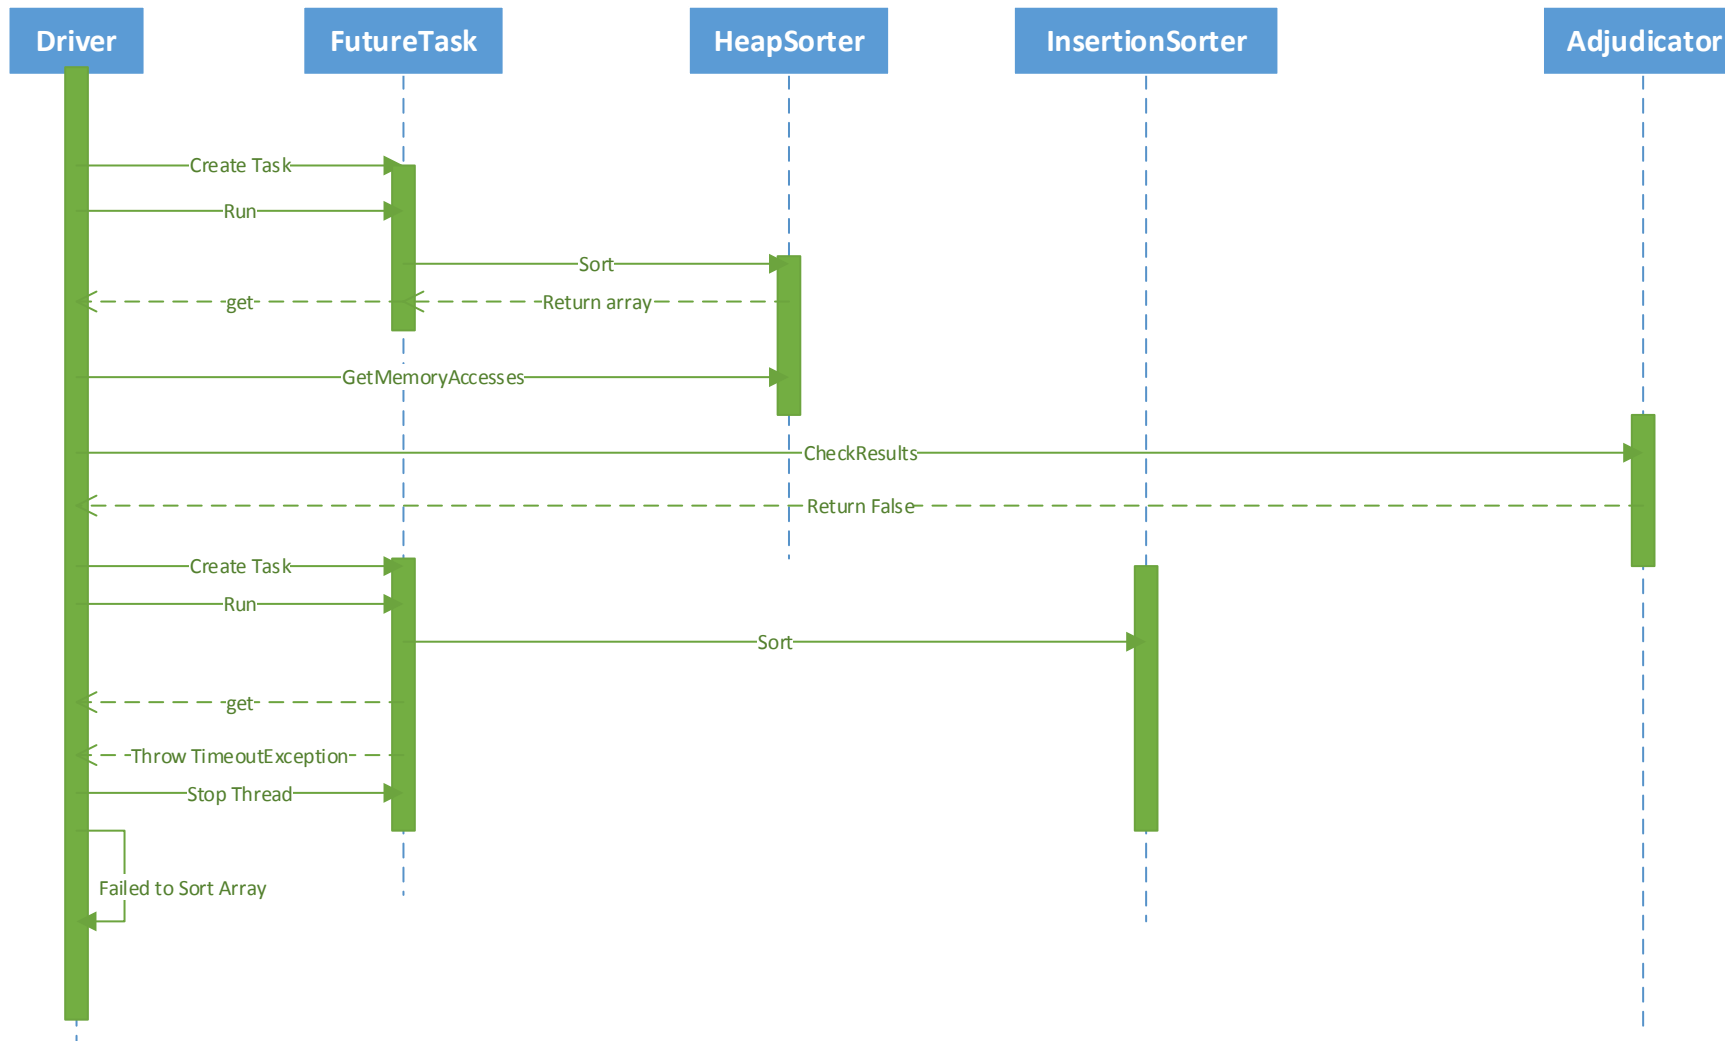 Driver
FutureTask
HeapSorter
InsertionSorter
Adjudicator
Create Task
Run
Sort
get
Return array
GetMemoryAccesses
CheckResults
Return False
Create Task
Run
Sort
get
Throw TimeoutException
Stop Thread
Failed to Sort Array